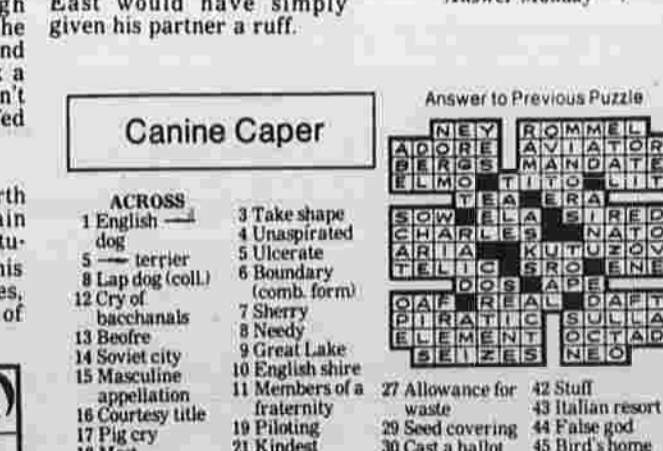 East would have simply
given his partner a ruff.
Canine Caper
ACROSS
1 English —
dog
5 — terrier
8 Lap dog (coll.)
12 Cry of
bacchanals
13 Beofre
14 Soviet city
15 Masculine
appellation
16 Courtesy title
17 Pig cry
3 Take shape
4 Unaspirated
5 Ulcerate
6 Boundary
(comb. form)
7 Sherry
8 Needy
9 Great Lake
10 English shire
11 Members of a
fraternity
19 Piloting
21 Kindest
Answer to Previous Puzzle
NEY ROMMEL
ADORE AVIATOR
BERGS MANDATE
ELMO TITO LIT
TEA ERA
SOW ELA SIRED
CHARLES NATO
ARIA KUTUZOV
TELIC SRO ENE
DOS APE
OAF REAL DAFT
PIRATIC SULLA
ELEMENT OCTAD
SEIZES NEO
27 Allowance for
waste
29 Seed covering
30 Cast a ballot
42 Stuff
43 Italian resort
44 False god
45 Bird's home